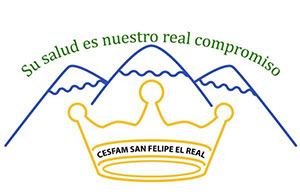 Su salud es nuestro real compromiso
CESFAM SAN FELIPE EL REAL